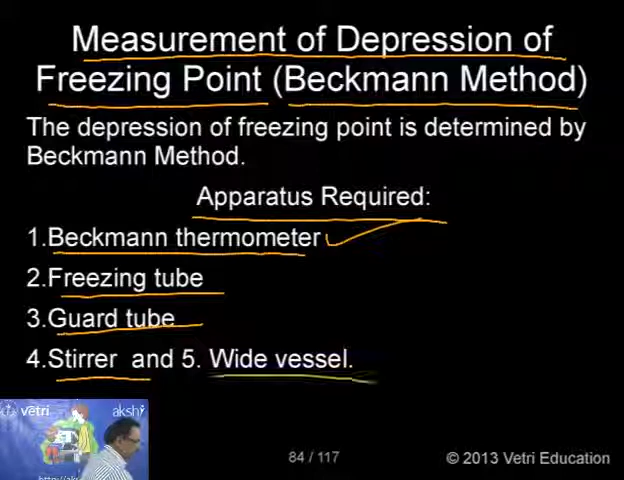 Measurement of Depression of
Freezing Point (Beckmann Method)
The depression of freezing point is determined by
Beckmann Method.
Apparatus Required:
1.Beckmann thermometer
2.Freezing tube
3.Guard tube
4.Stirrer and 5. Wide vessel.
vetri
akshi
84 / 117
© 2013 Vetri Education